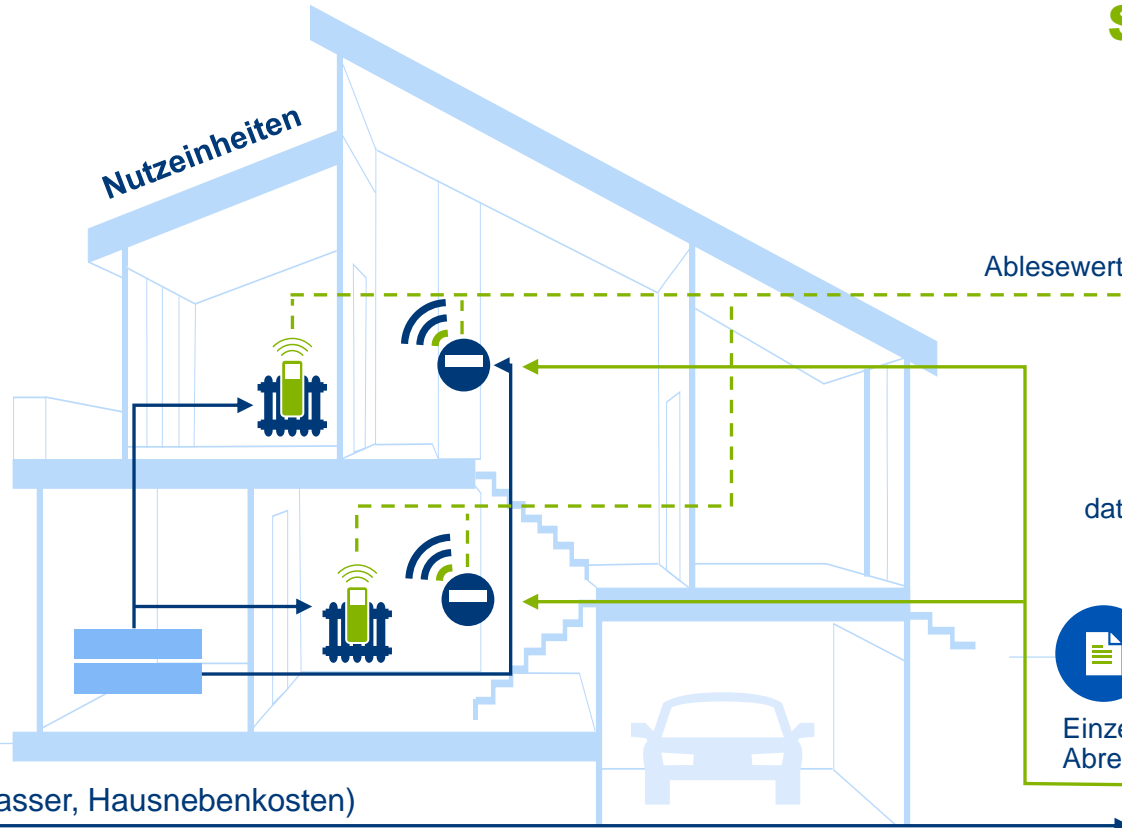 S
Nutzeinheiten
Ablesewert
dat
Einze
Abre
asser, Hausnebenkosten)